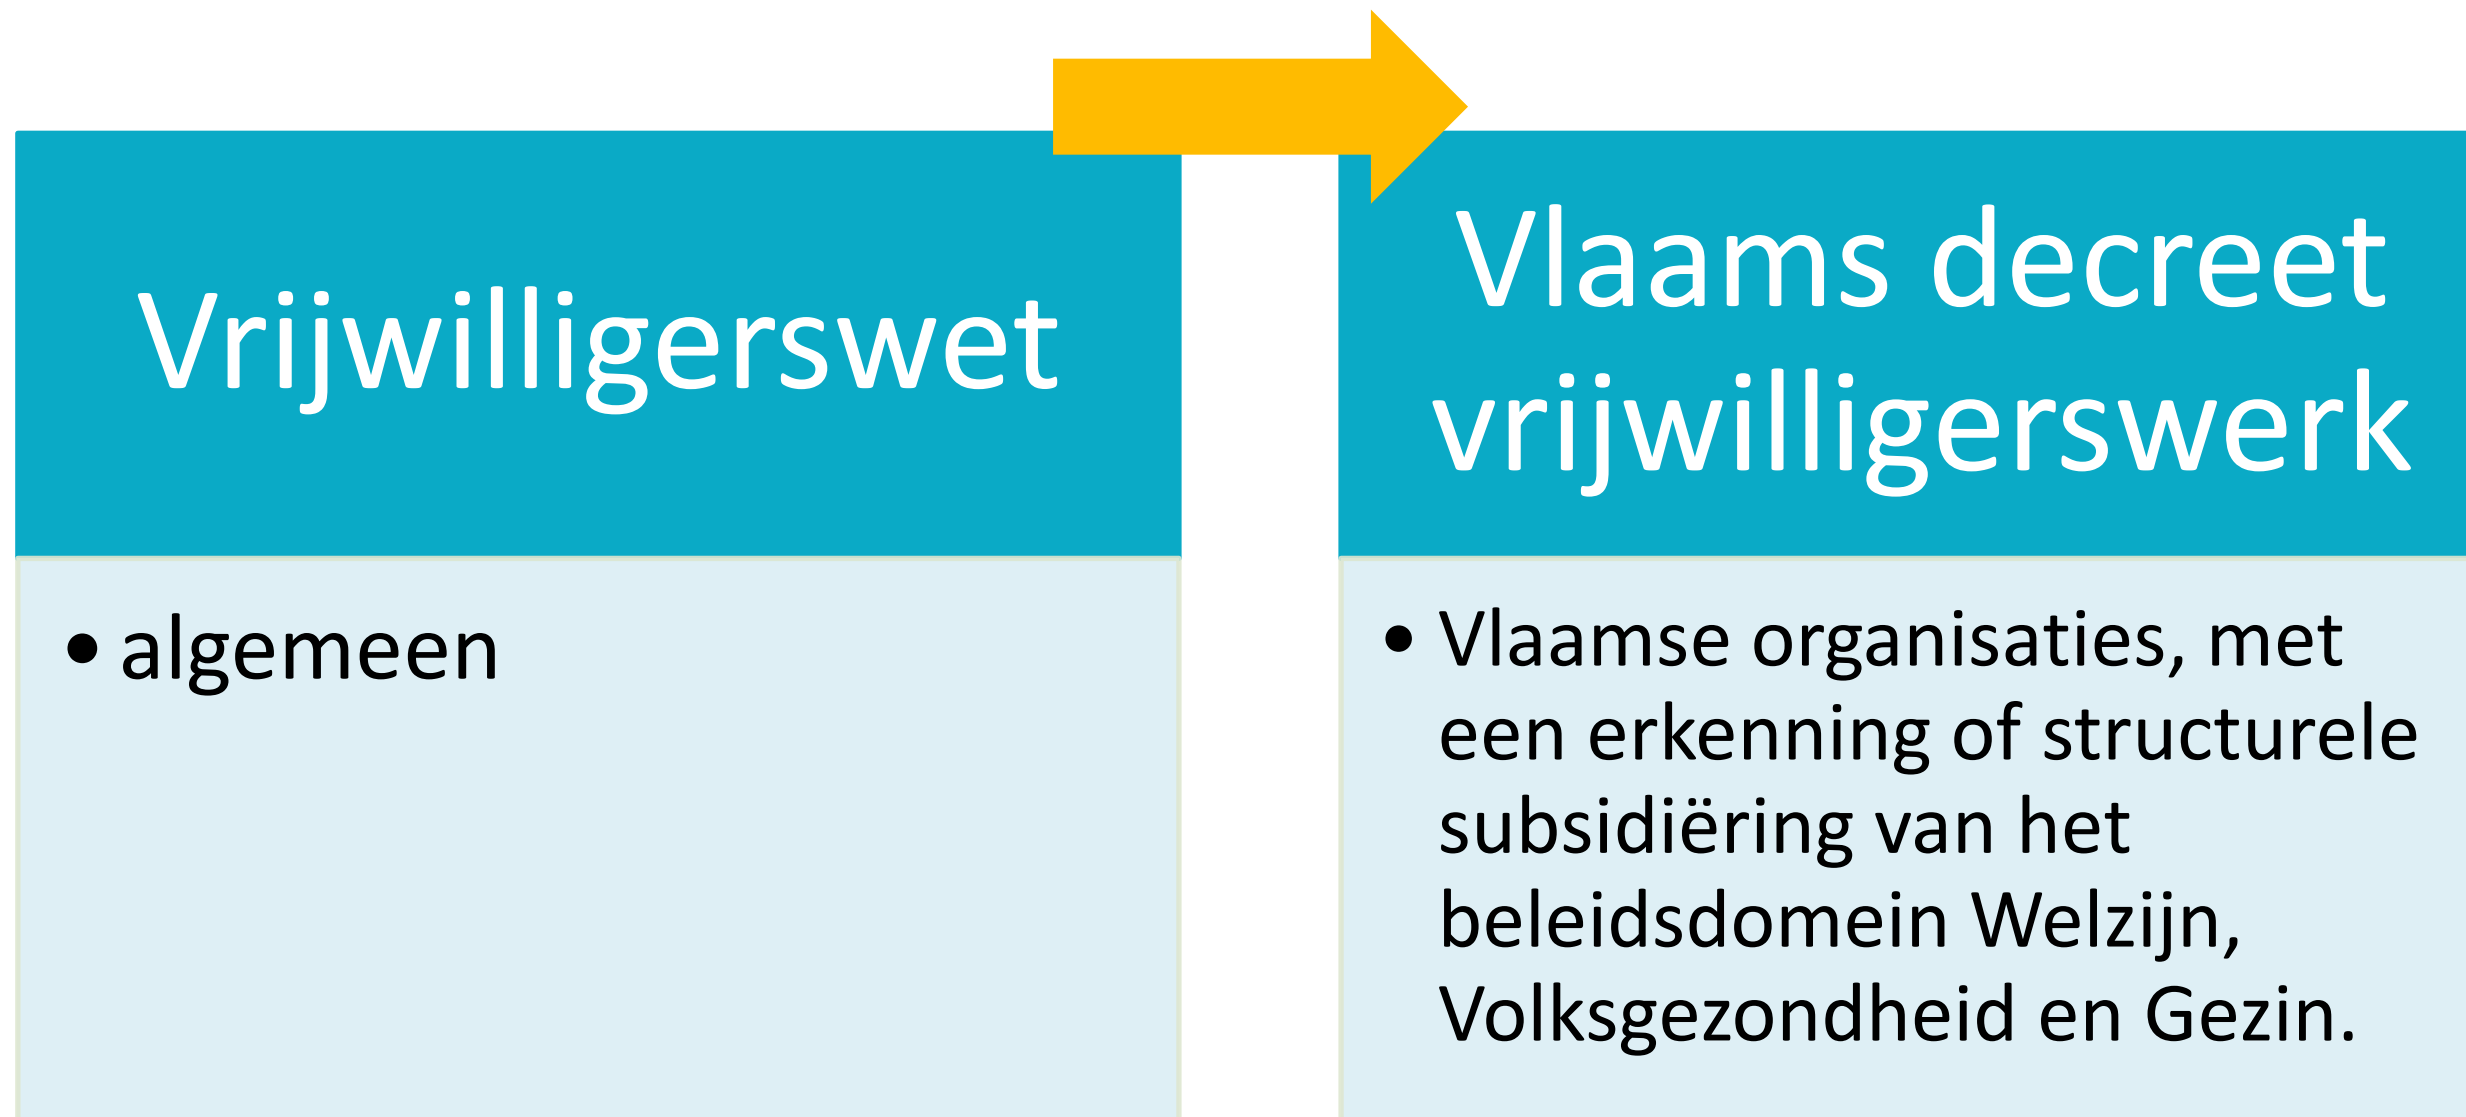 Vrijwilligerswet
• algemeen
Vlaams decreet
vrijwilligerswerk
• Vlaamse organisaties, met
een erkenning of structurele
subsidiëring van het
beleidsdomein Welzijn,
Volksgezondheid en Gezin.